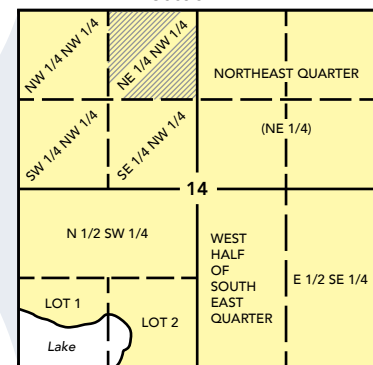 NW 1/4 NW 1/4
NE 1/4 NW 1/4
NORTHEAST QUARTER
SW 1/4 NW 1/4
SE 1/4 NW 1/4
(NE 1/4)
14
N 1/2 SW 1/4
WEST
HALF
OF
SOUTH
EAST
QUARTER
E 1/2 SE 1/4
LOT 1
LOT 2
Lake